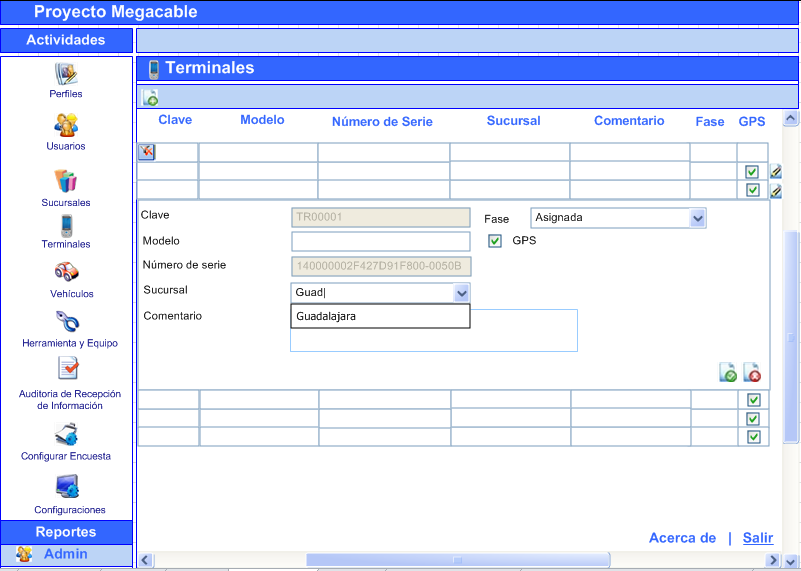 Proyecto Megacable
Actividades
Terminales
Perfiles
Usuarios
Sucursales
Terminales
Vehículos
Herramienta y Equipo
Auditoria de Recepción
de Información
Configurar Encuesta
Configuraciones
Reportes
Admin
Clave Modelo Número de Serie Sucursal Comentario Fase GPS
Clave TR00001 Fase Asignada
Modelo GPS
Número de serie 140000002F427D91F800-0050B
Sucursal Guad
Guadalajara
Comentario
Acerca de | Salir